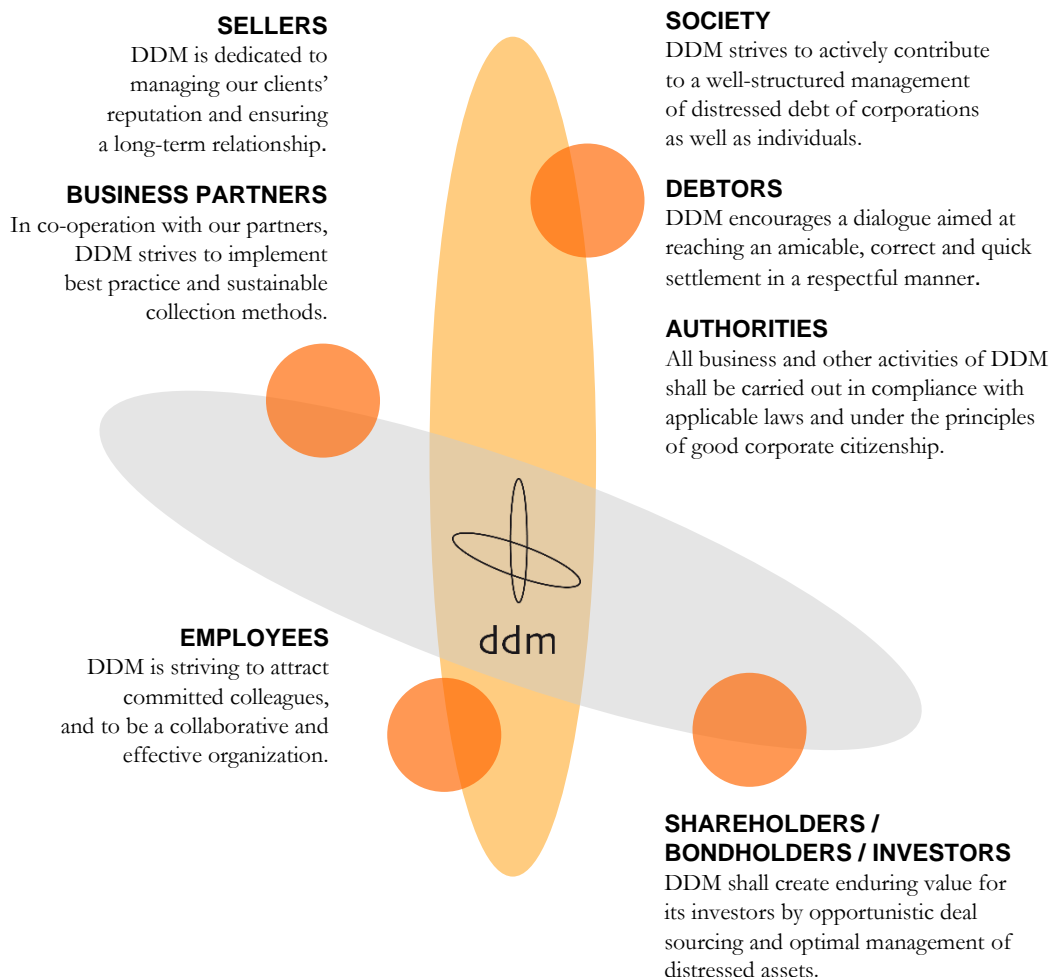 SELLERS
DDM is dedicated to
managing our clients’
reputation and ensuring
a long-term relationship.
BUSINESS PARTNERS
In co-operation with our partners,
DDM strives to implement
best practice and sustainable
collection methods.
SOCIETY
DDM strives to actively contribute
to a well-structured management
of distressed debt of corporations
as well as individuals.
DEBTORS
DDM encourages a dialogue aimed at
reaching an amicable, correct and quick
settlement in a respectful manner.
AUTHORITIES
All business and other activities of DDM
shall be carried out in compliance with
applicable laws and under the principles
of good corporate citizenship.
ddm
EMPLOYEES
DDM is striving to attract
committed colleagues,
and to be a collaborative and
effective organization.
SHAREHOLDERS /
BONDHOLDERS / INVESTORS
DDM shall create enduring value for
its investors by opportunistic deal
sourcing and optimal management of
distressed assets.